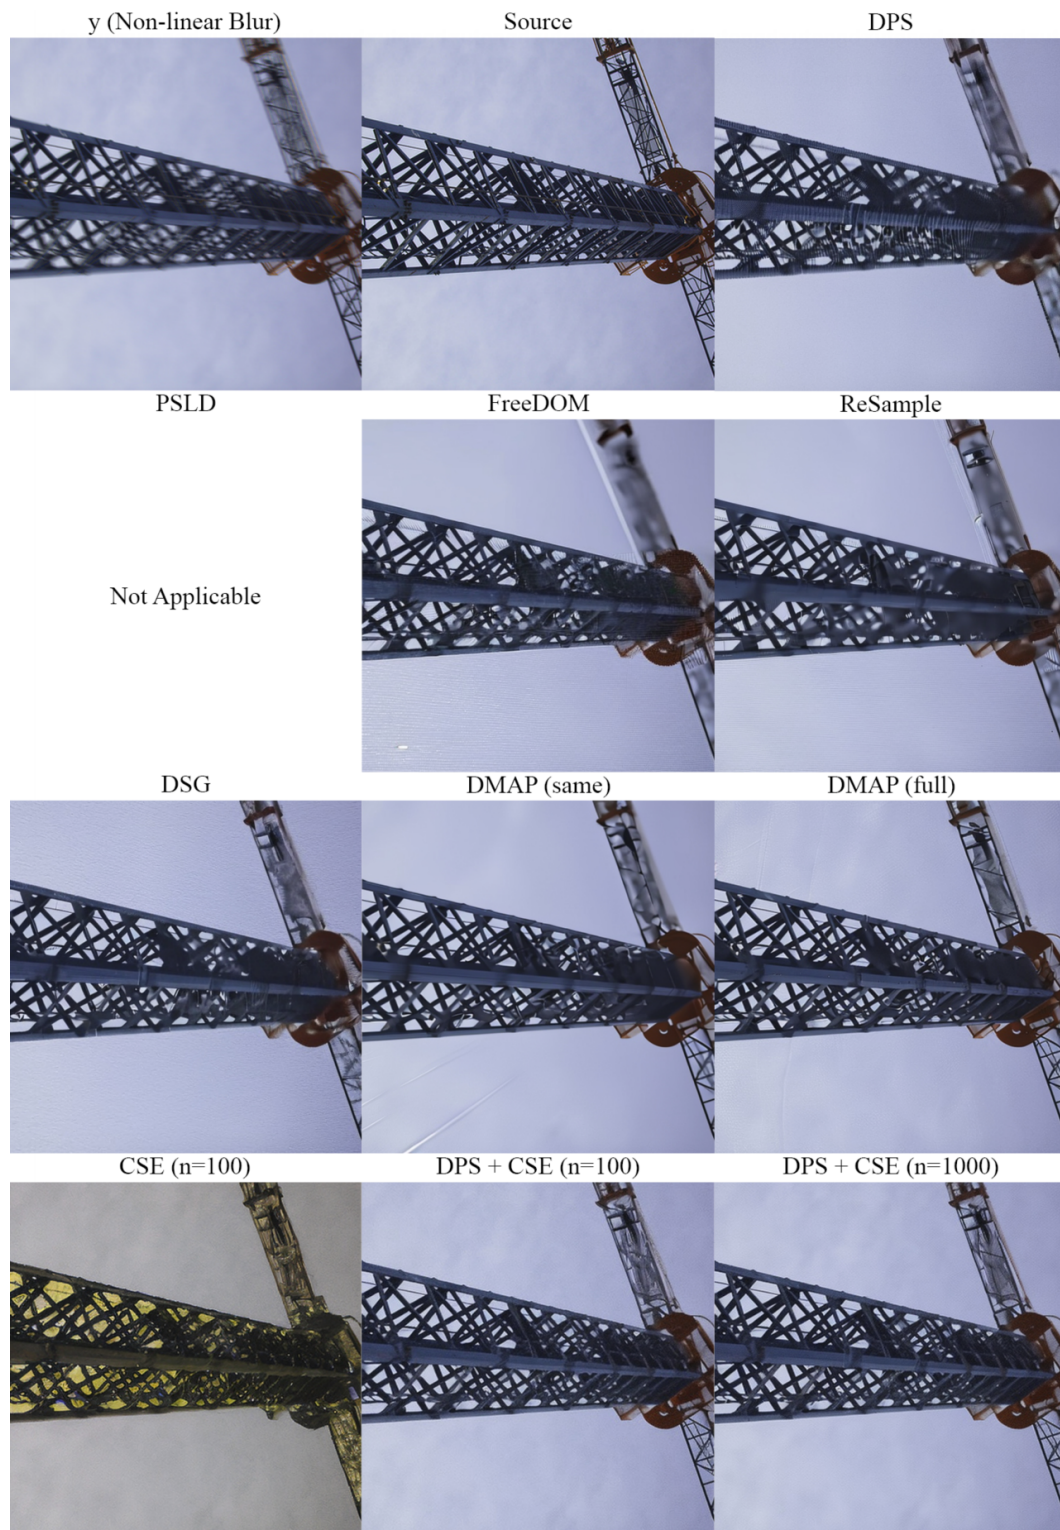 y (Non-linear Blur) Source DPS
PSLD FreeDOM ReSample
Not Applicable
DSG DMAP (same) DMAP (full)
CSE (n=100) DPS + CSE (n=100) DPS + CSE (n=1000)